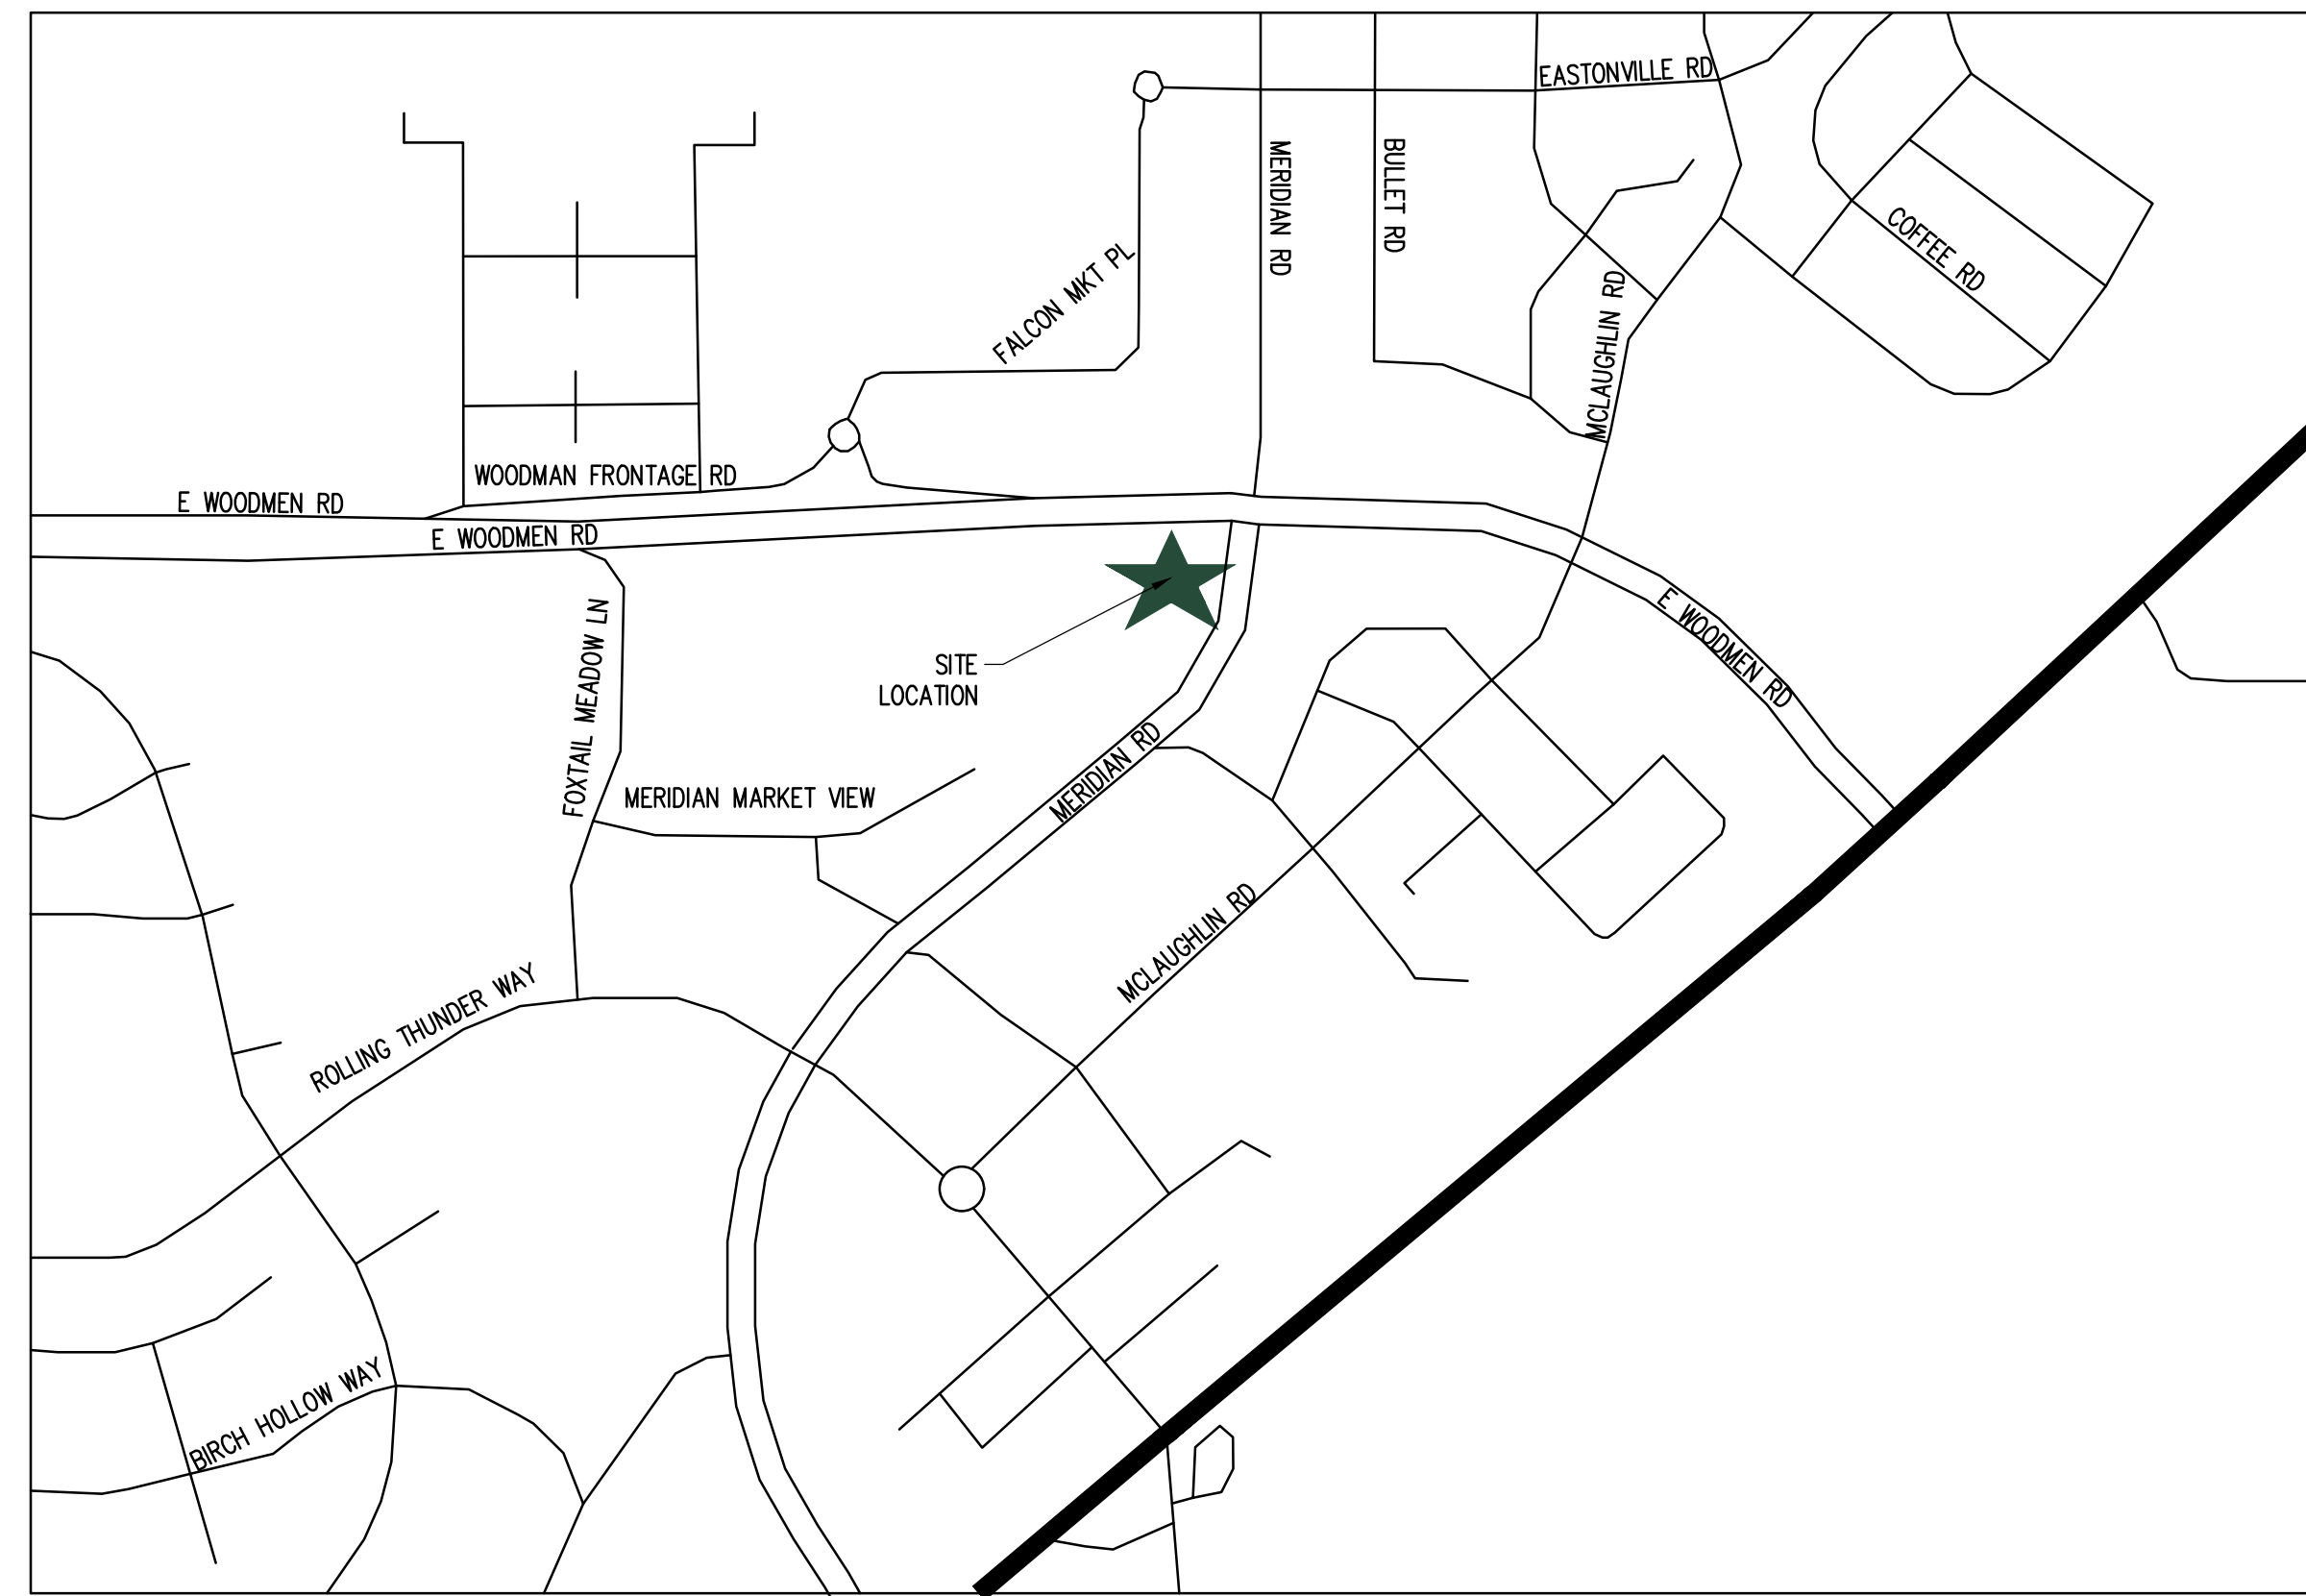 EASTONVILLE RD
MERIDIAN RD
BULLET RD
COFFEE RD
FALCON MKT PL
MCLAUGHLIN RD
WOODMAN FRONTAGE RD
E WOODMEN RD
E WOODMEN RD
E WOODMEN RD
FOXTAIL MEADOW LN
SITE
LOCATION
MERIDIAN RD
MERIDIAN MARKET VIEW
MCLAUGHLIN RD
ROLLING THUNDER WAY
BIRCH HOLLOW WAY